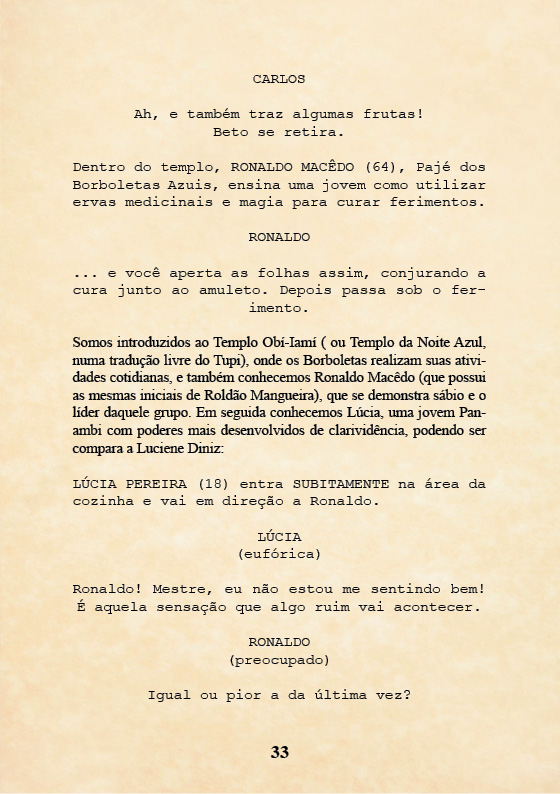 CARLOS
Ah, e também traz algumas frutas!
Beto se retira.
Dentro do templo, RONALDO MACÊDO (64), Pajé dos
Borboletas Azuis, ensina uma jovem como utilizar
ervas medicinais e magia para curar ferimentos.
RONALDO
... e você aperta as folhas assim, conjurando a
cura junto ao amuleto. Depois passa sob o fer-
imento.
Somos introduzidos ao Templo Obí-Iamí ( ou Templo da Noite Azul,
numa tradução livre do Tupi), onde os Borboletas realizam suas ativi-
dades cotidianas, e também conhecemos Ronaldo Macêdo (que possui
as mesmas iniciais de Roldão Mangueira), que se demonstra sábio e o
líder daquele grupo. Em seguida conhecemos Lúcia, uma jovem Pan-
ambi com poderes mais desenvolvidos de clarividência, podendo ser
compara a Luciene Diniz:
LÚCIA PEREIRA (18) entra SUBITAMENTE na área da
cozinha e vai em direção a Ronaldo.
LÚCIA
(eufórica)
Ronaldo! Mestre, eu não estou me sentindo bem!
É aquela sensação que algo ruim vai acontecer.
RONALDO
(preocupado)
Igual ou pior a da última vez?
33